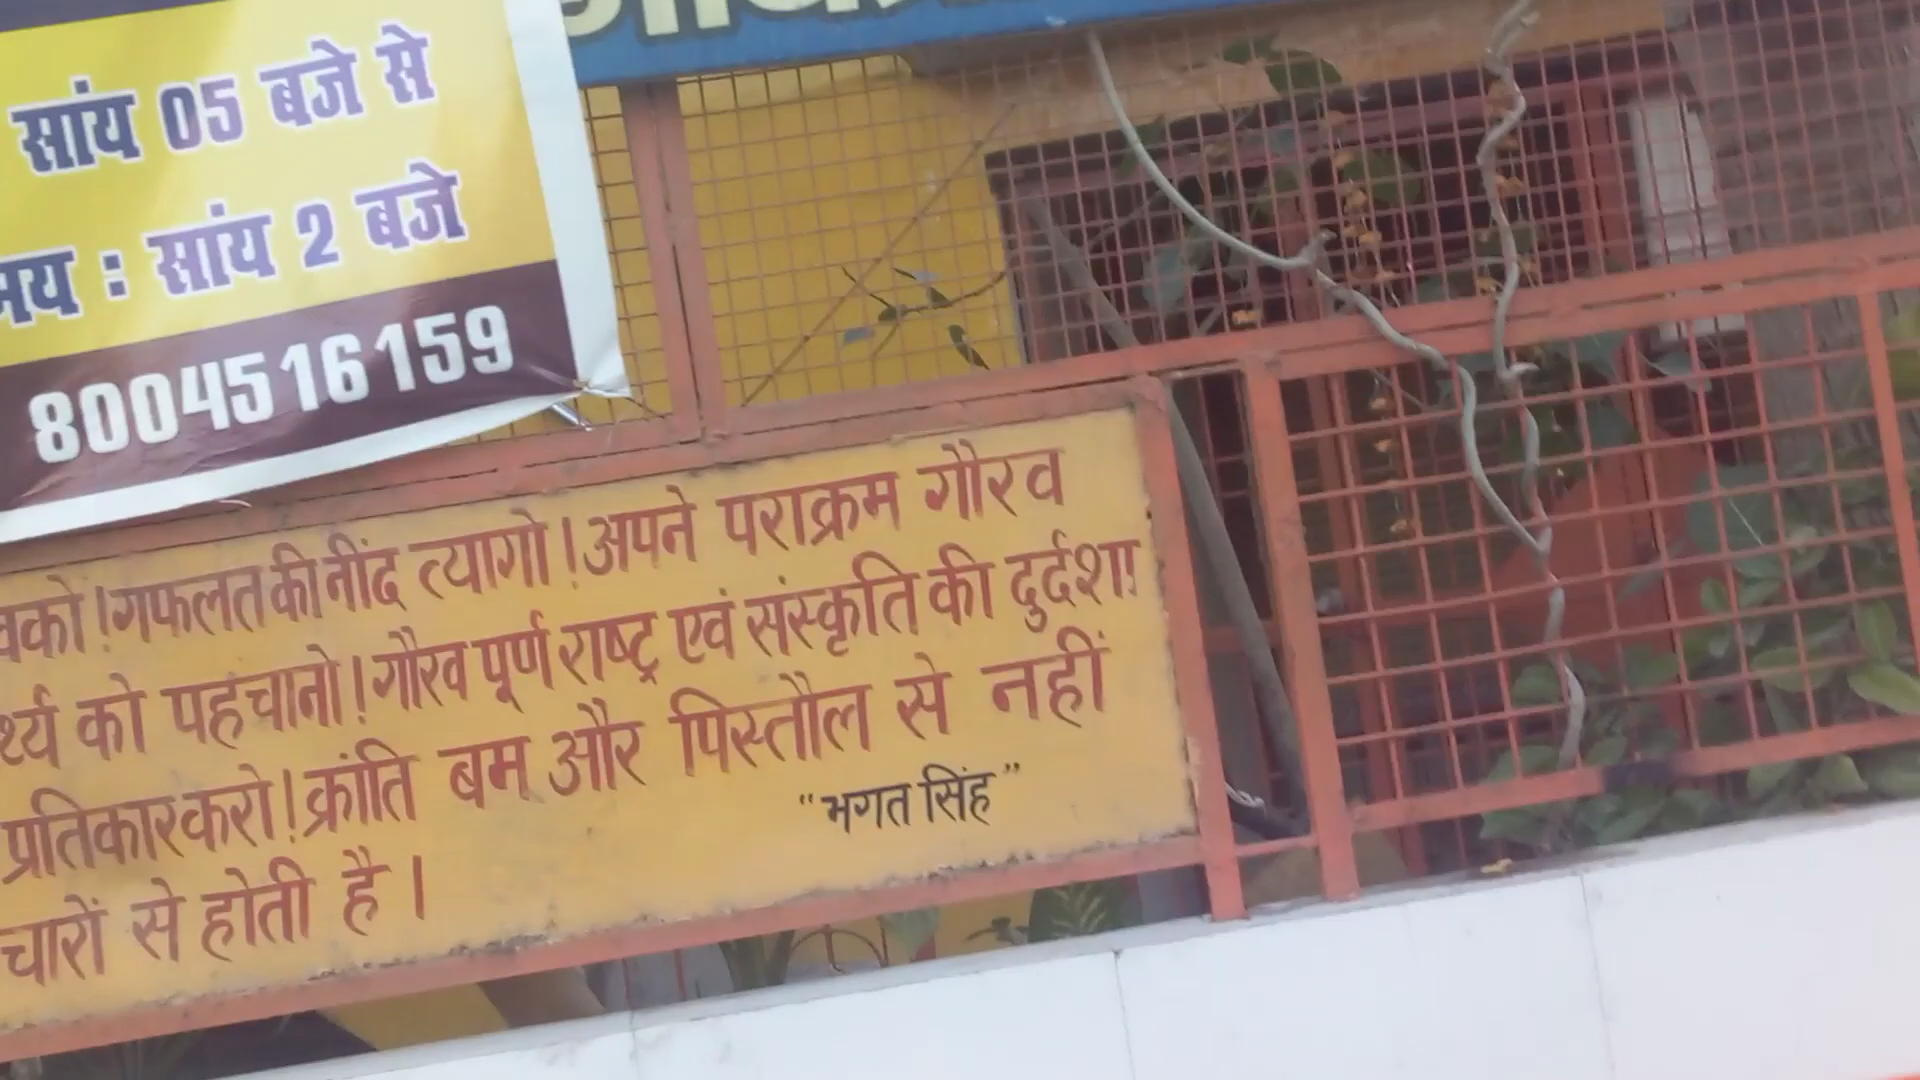 सांय 05 बजे से
मय : सांय 2 बजे
8004516159
वको ! गफलत की नींद त्यागो ! अपने पराक्रम गौरव
र्थ्य को पहचानो ! गौरव पूर्ण राष्ट्र एवं संस्कृति की दुर्दशा
प्रतिकार करो ! क्रांति बम और पिस्तौल से नहीं
चारों से होती है ।
"भगत सिंह"